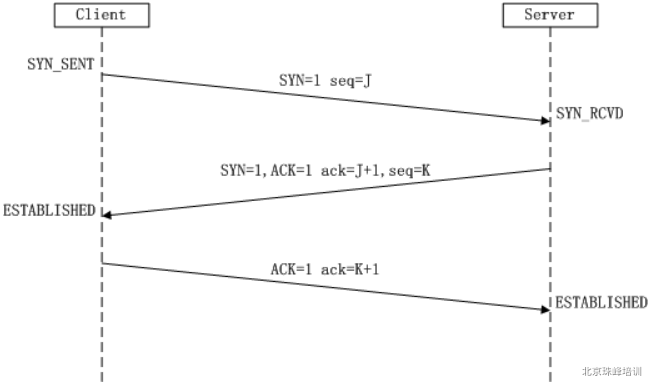 Client
Server
SYN_SENT
SYN=1 seq=J
SYN_RCVD
SYN=1,ACK=1 ack=J+1,seq=K
ESTABLISHED
ACK=1 ack=K+1
ESTABLISHED
北京珠峰培训